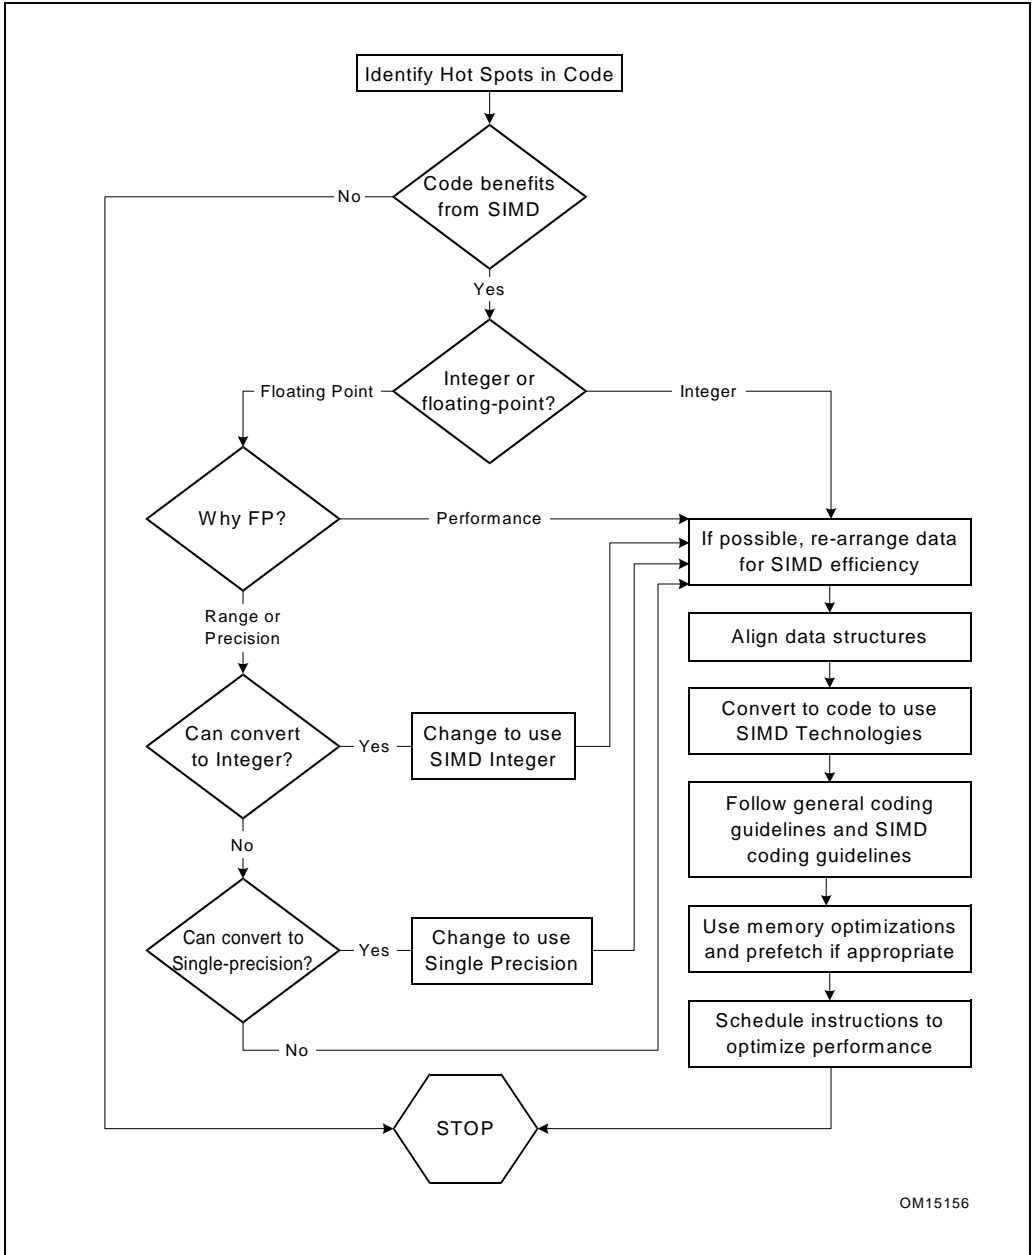 Identify Hot Spots in Code
Code benefits
from SIMD
No
Yes
Integer or
floating-point?
Floating Point
Integer
Why FP?
Performance
If possible, re-arrange data
for SIMD efficiency
Range or
Precision
Align data structures
Can convert
to Integer?
Yes
Change to use
SIMD Integer
Convert to code to use
SIMD Technologies
No
Follow general coding
guidelines and SIMD
coding guidelines
Can convert to
Single-precision?
Yes
Change to use
Single Precision
Use memory optimizations
and prefetch if appropriate
No
Schedule instructions to
optimize performance
STOP
OM15156